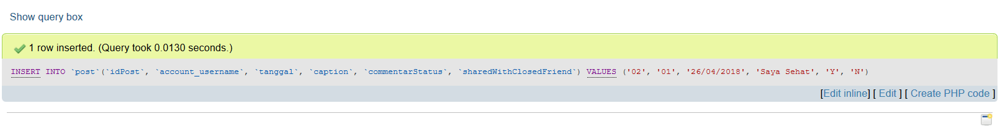 Show query box
1 row inserted. (Query took 0.0130 seconds.)
INSERT INTO `post`(`idPost`, `account_username`, `tanggal`, `caption`, `commentarStatus`, `sharedWithClosedFriend`) VALUES ('02', '01', '26/04/2018', 'Saya Sehat', 'Y', 'N')
[Edit inline] [ Edit ] [ Create PHP code ]